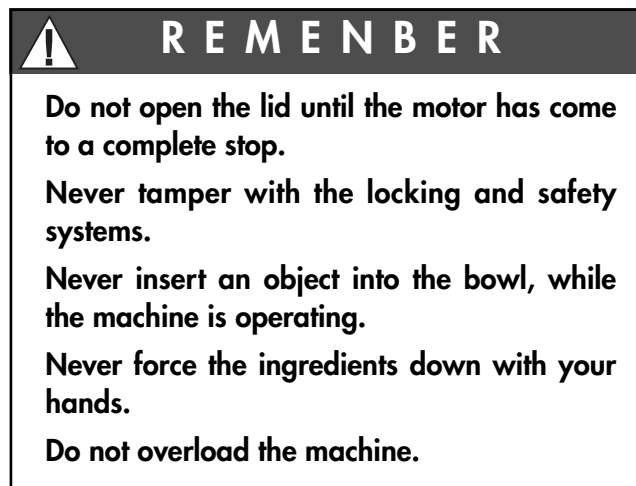 REMENBER
Do not open the lid until the motor has come
to a complete stop.
Never tamper with the locking and safety
systems.
Never insert an object into the bowl, while
the machine is operating.
Never force the ingredients down with your
hands.
Do not overload the machine.